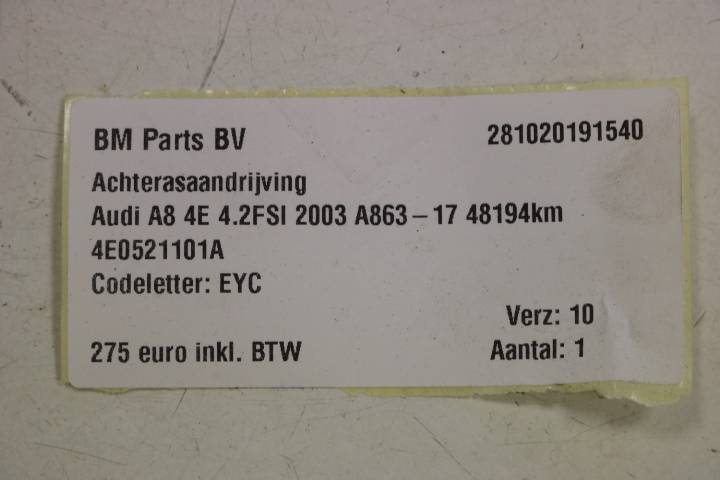 BM Parts BV 281020191540
Achterasaandrijving
Audi A8 4E 4.2FSI 2003 A863-17 48194km
4E0521101A
Codeletter: EYC
Verz: 10
275 euro inkl. BTW Aantal: 1